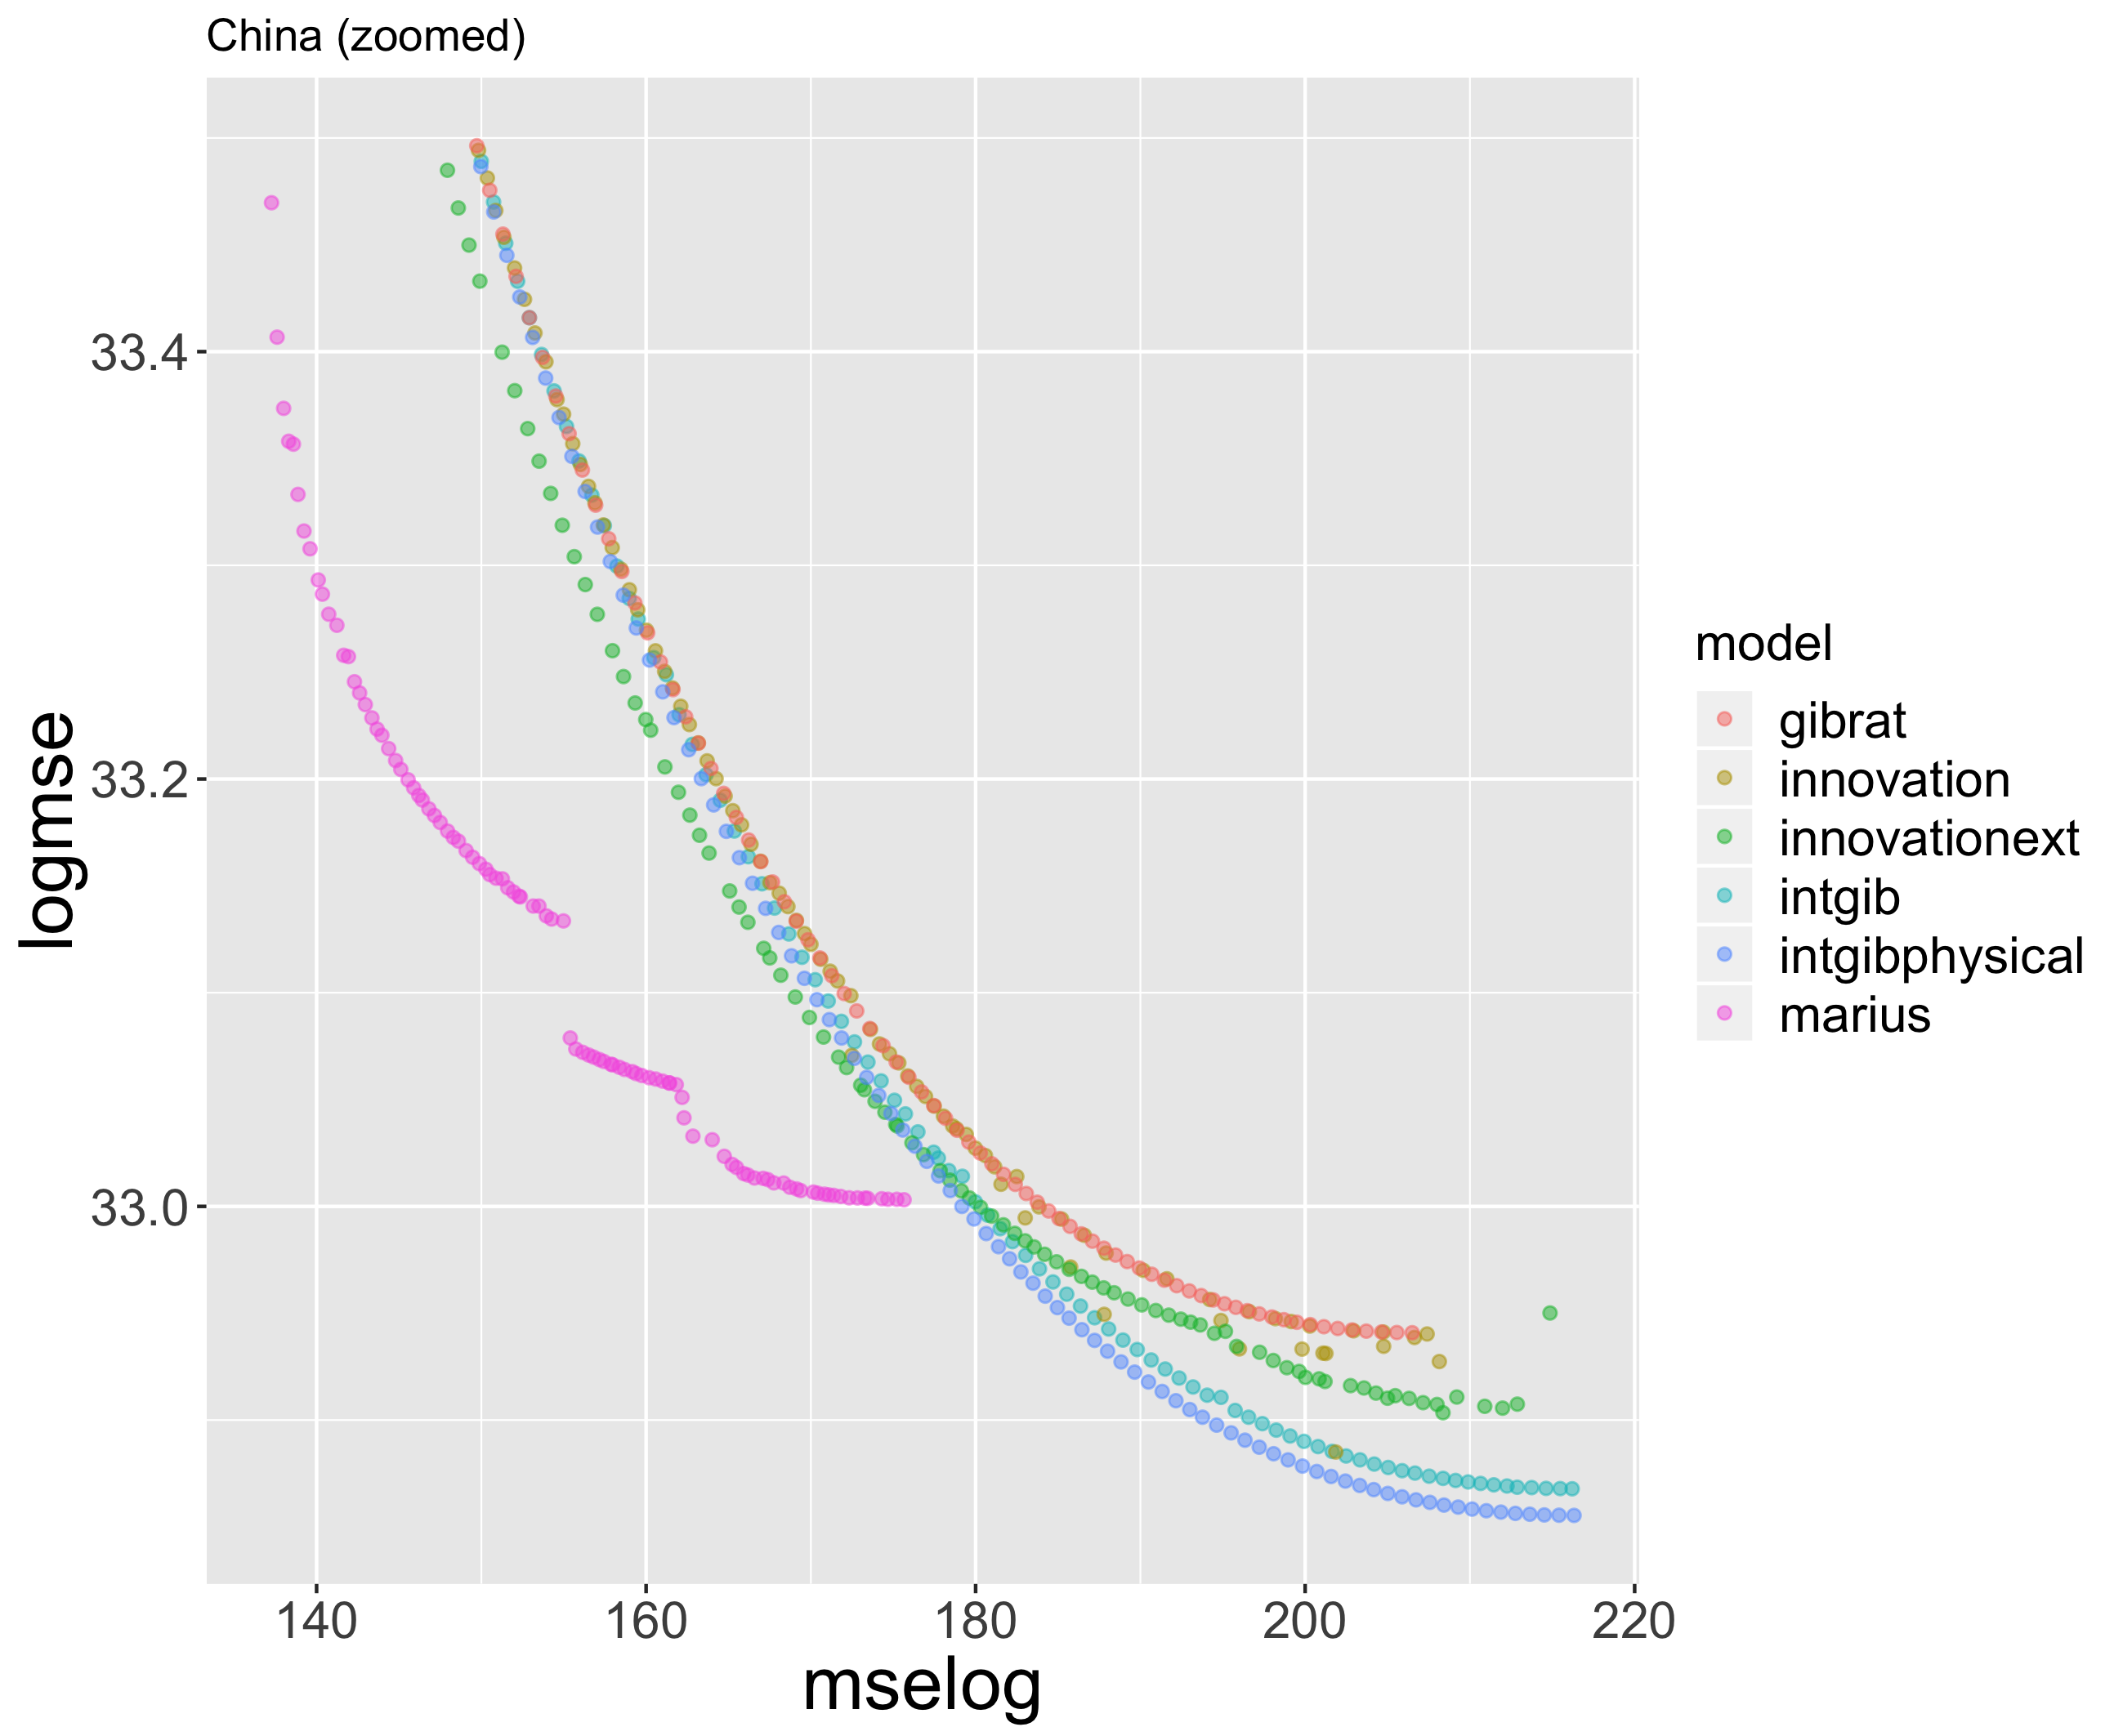 China (zoomed)
logmse
33.4
33.2
33.0
140 160 180 200 220
mselog
model
gibrat
innovation
innovationext
intgib
intgibphysical
marius